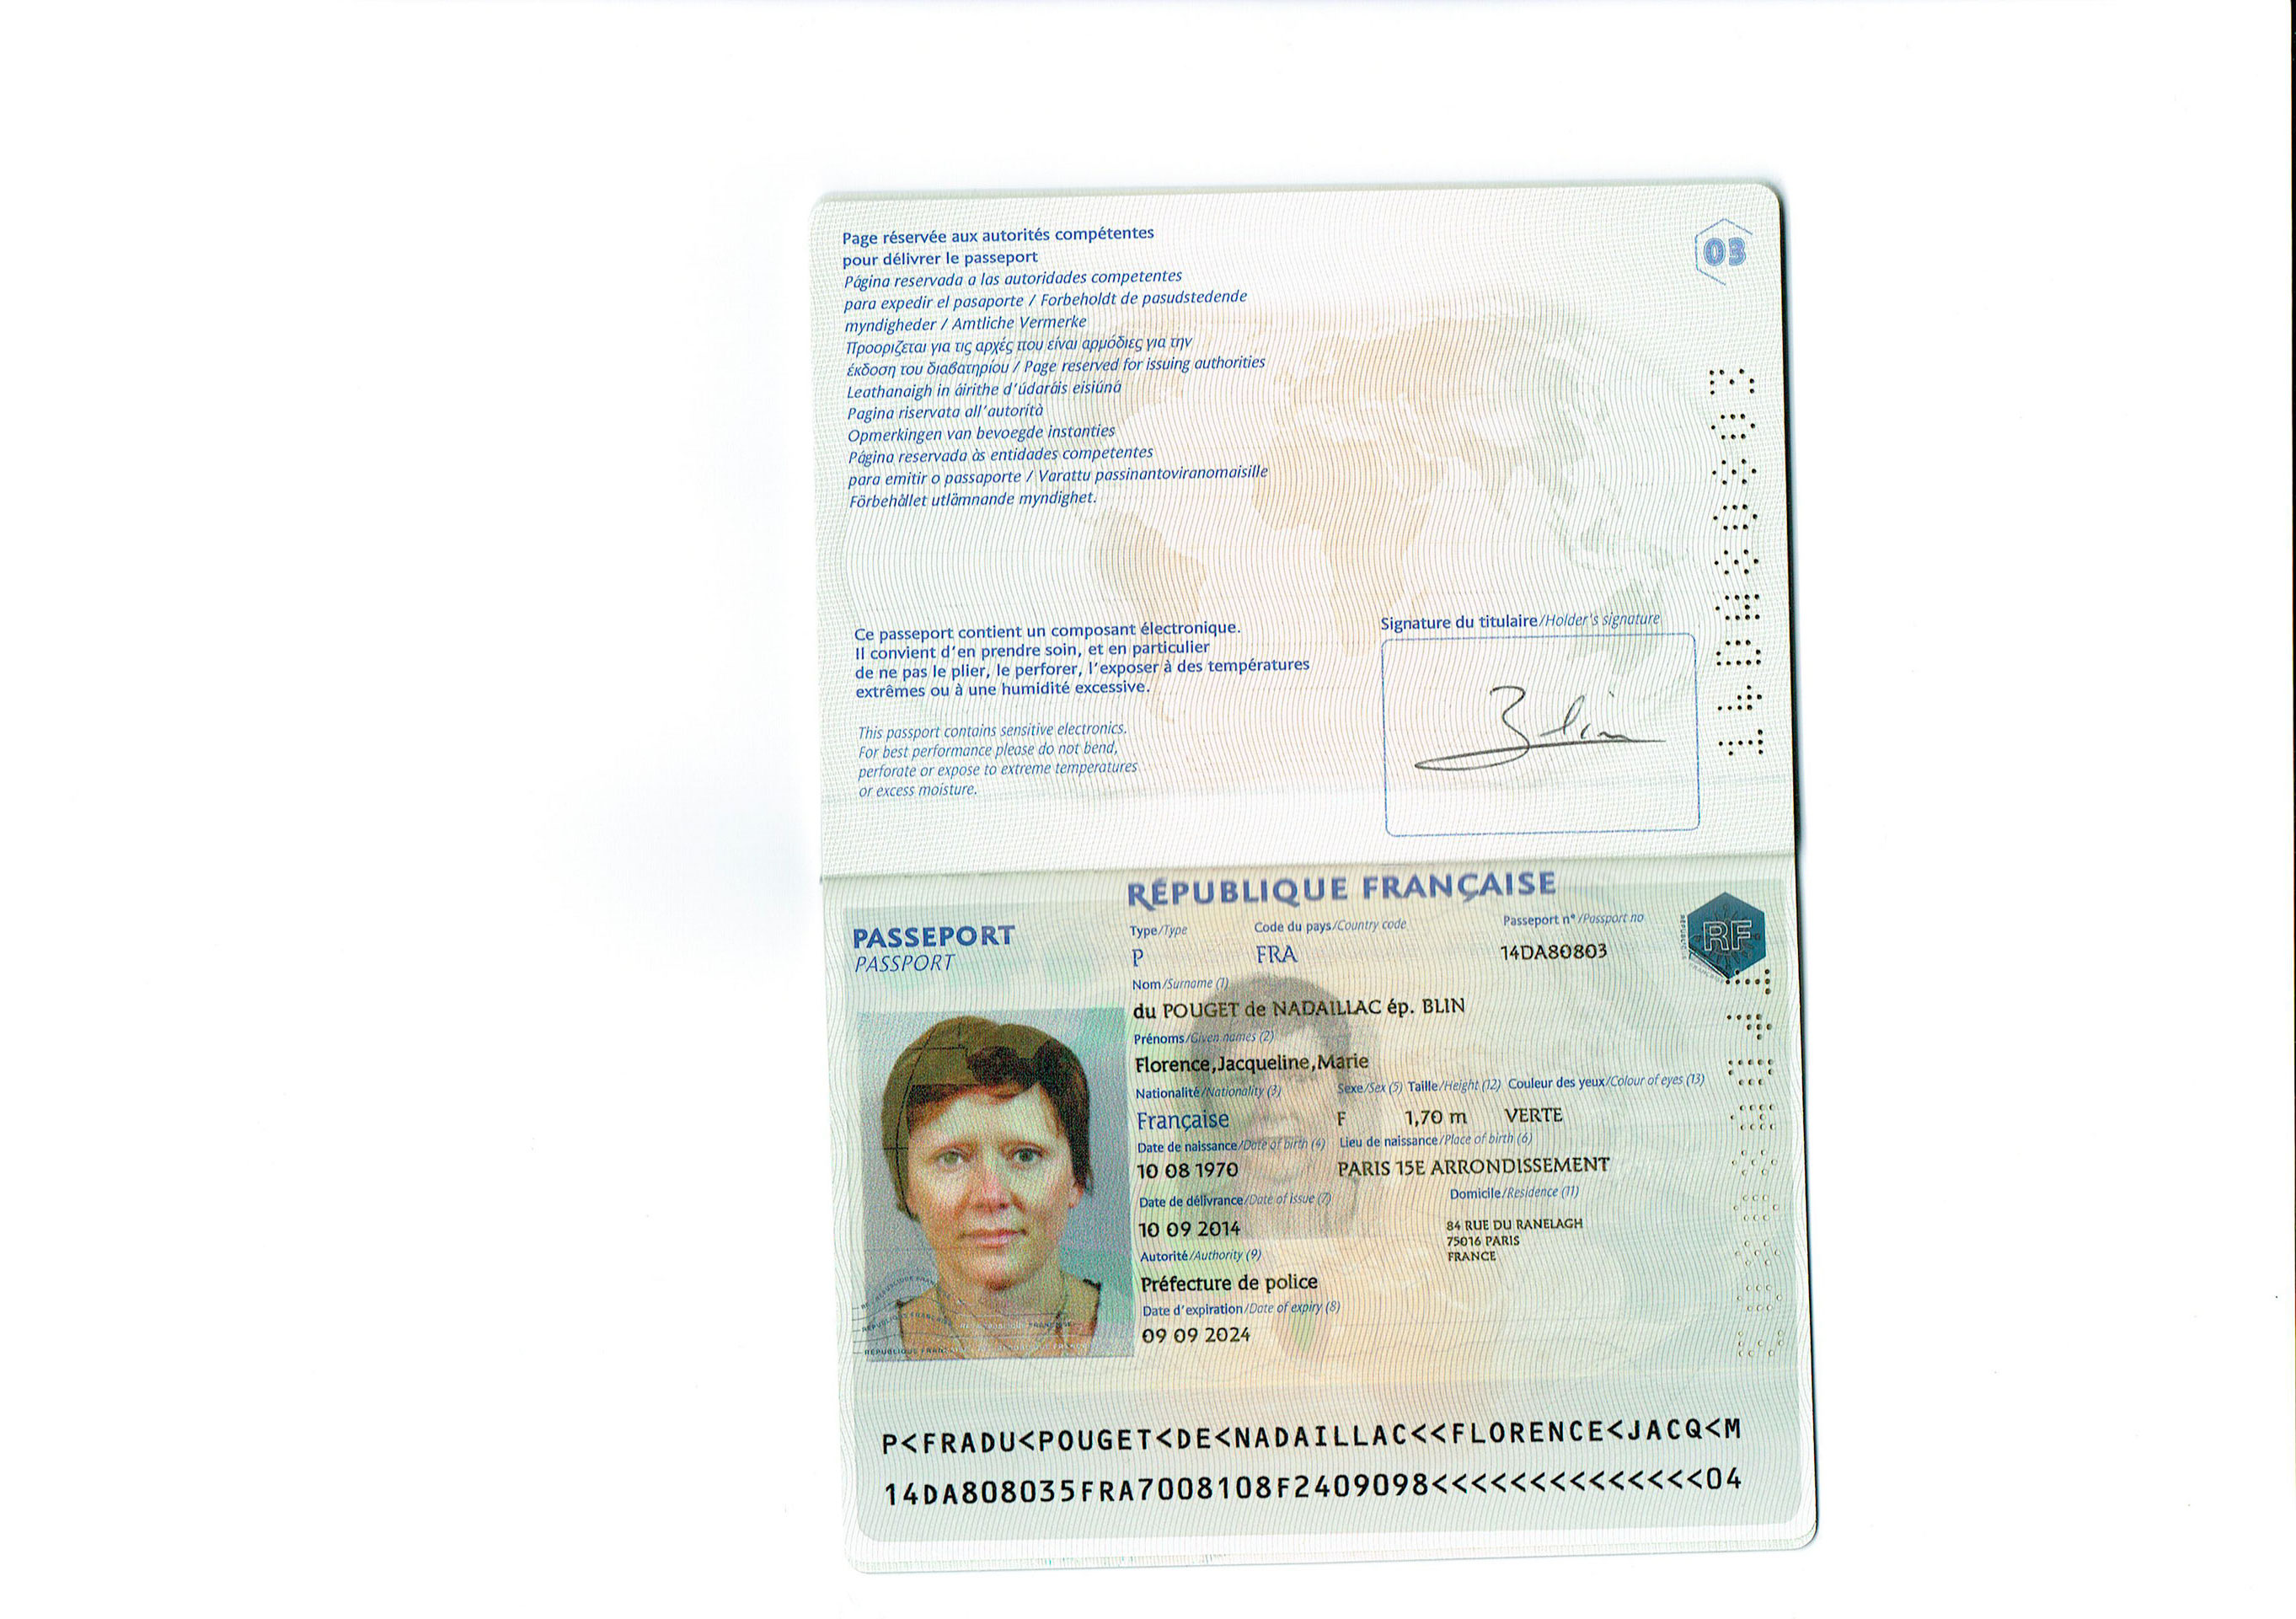 Page réservée aux autorités compétentes
pour délivrer le passeport
Página reservada a las autoridades competentes
para expedir el pasaporte / Forbeholdt de pasudstedende
myndigheder / Amtliche Vermerke
Προορίζεται για τις αρχές που είναι αρμόδιες για την
έκδοση του διαβατηρίου / Page reserved for issuing authorities
Leathanaigh in áirithe d'údaráis eisiúná
Pagina riservata all'autorità
Opmerkingen van bevoegde instanties
Página reservada às entidades competentes
para emitir o passaporte / Varattu passinantoviranomaisille
Förbehållet utlämnande myndighet.
03
Ce passeport contient un composant électronique.
Il convient d'en prendre soin, et en particulier
de ne pas le plier, le perforer, l'exposer à des températures
extrêmes ou à une humidité excessive.
This passport contains sensitive electronics.
For best performance please do not bend,
perforate or expose to extreme temperatures
or excess moisture.
Signature du titulaire/Holder's signature
Blin
14DA80803
RÉPUBLIQUE FRANÇAISE
PASSEPORT
PASSPORT
Type/Type Code du pays/Country code Passeport n°/Passport no
P FRA 14DA80803
RF
Nom/Surname (1)
du POUGET de NADAILLAC ép. BLIN
Prénoms/Given names (2)
Florence,Jacqueline,Marie
Nationalité/Nationality (3) Sexe/Sex (5) Taille/Height (12) Couleur des yeux/Colour of eyes (13)
Française F 1,70 m VERTE
Date de naissance/Date of birth (4) Lieu de naissance/Place of birth (6)
10 08 1970 PARIS 15E ARRONDISSEMENT
Date de délivrance/Date of issue (7) Domicile/Residence (11)
10 09 2014 84 RUE DU RANELAGH
75016 PARIS
FRANCE
Autorité/Authority (9)
Préfecture de police
Date d'expiration/Date of expiry (8)
09 09 2024
P<FRADU<POUGET<DE<NADAILLAC<<FLORENCE<JACQ<M
14DA808035FRA7008108F2409098<<<<<<<<<<<<<<04